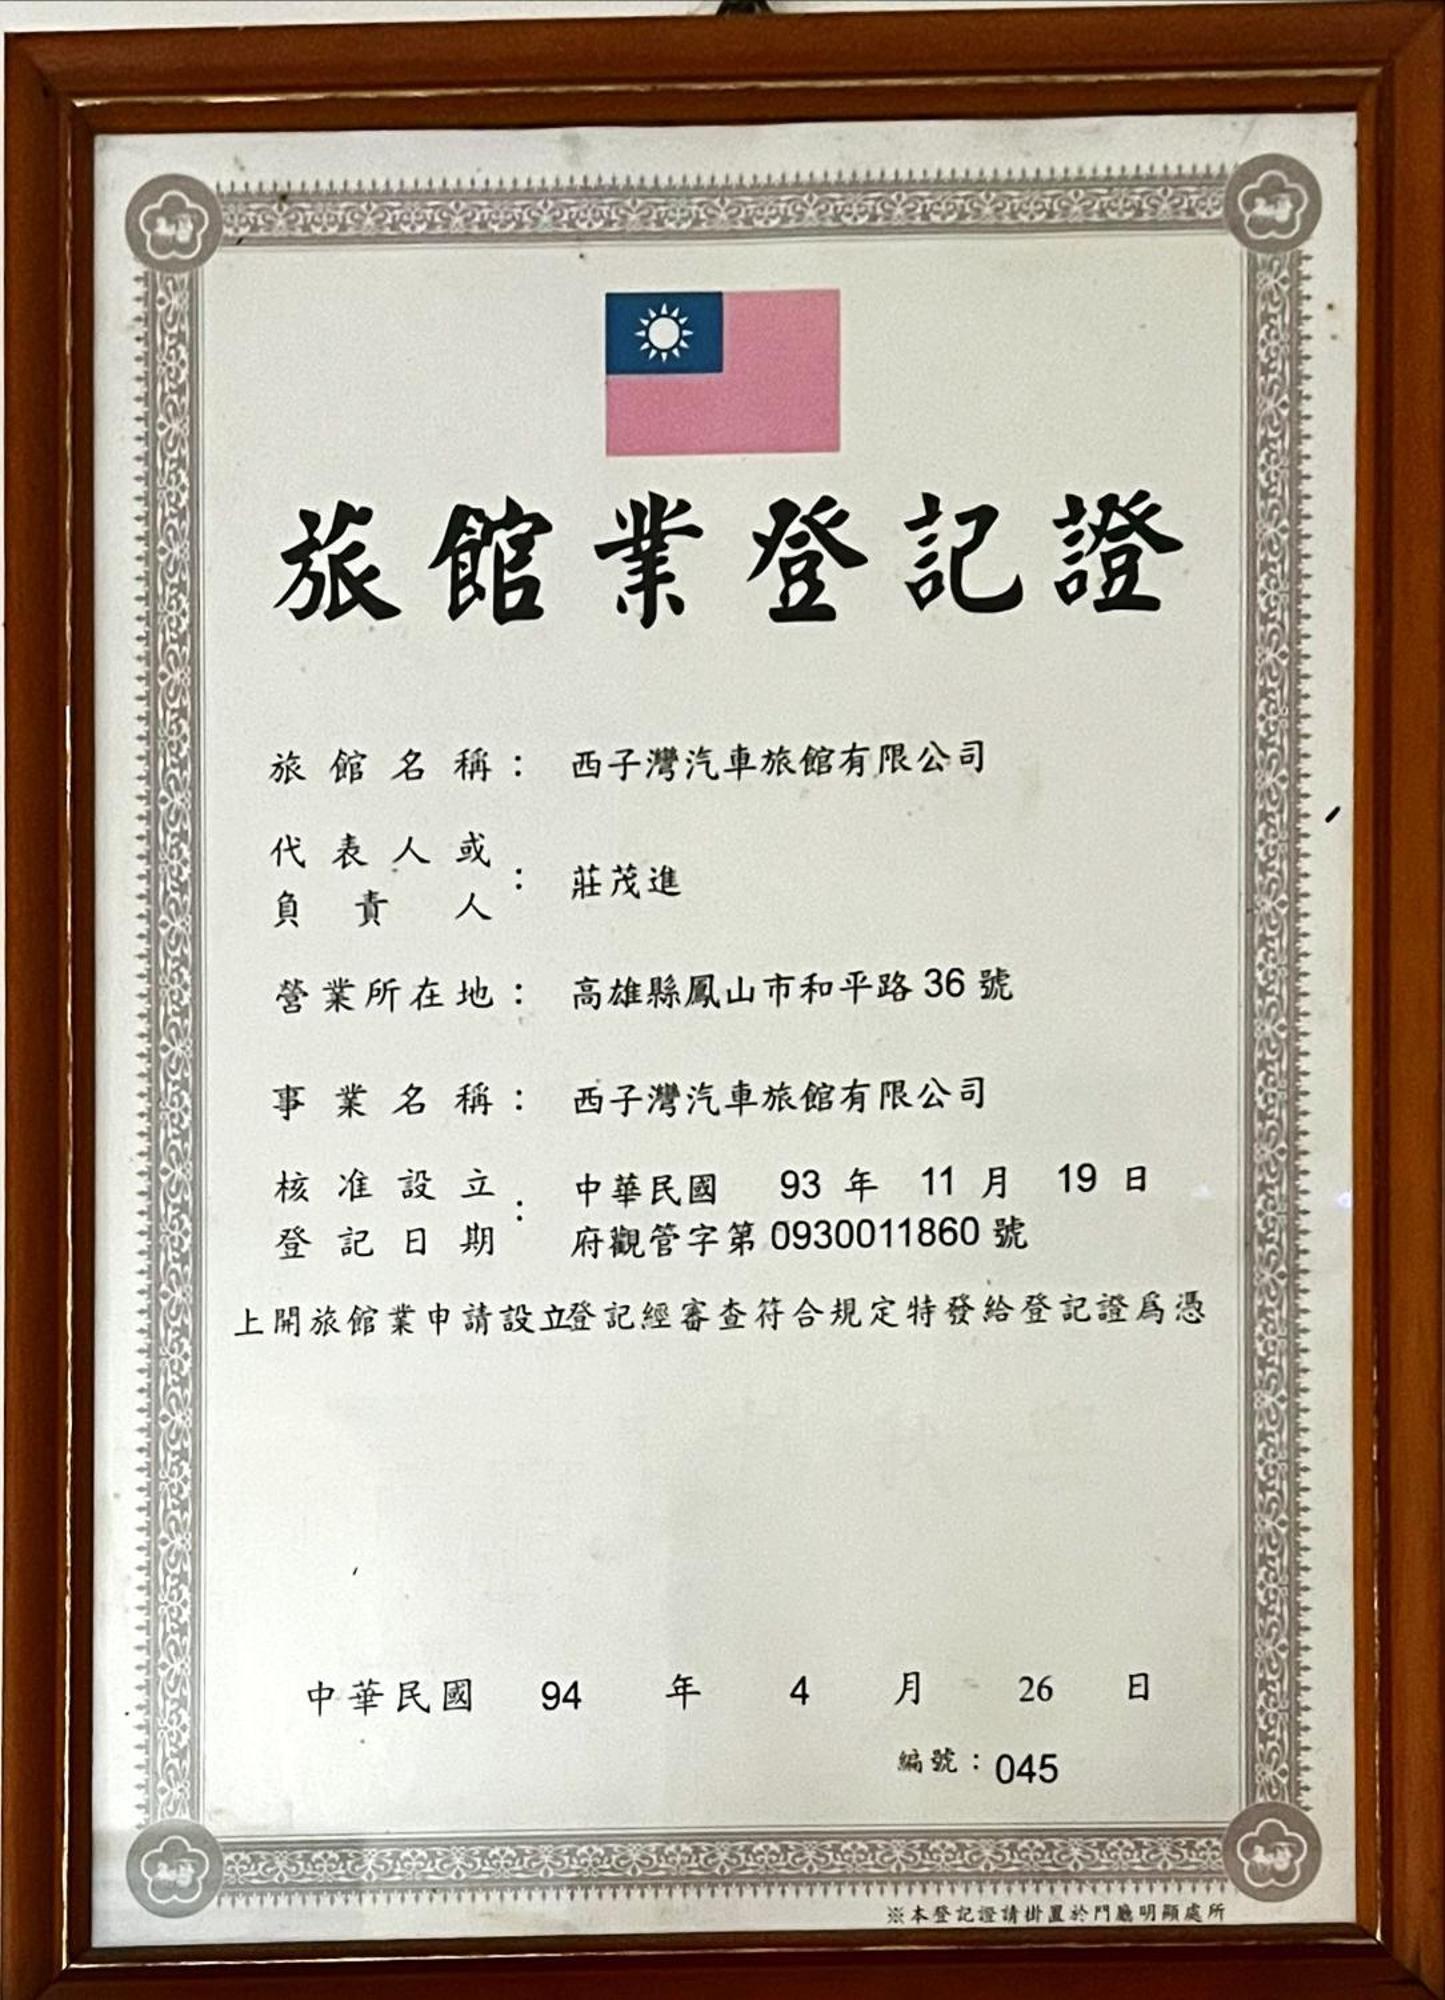 旅館業登記證
旅館名稱：西子灣汽車旅館有限公司
代表人或
負責人：莊茂進
營業所在地：高雄縣鳳山市和平路36號
事業名稱：西子灣汽車旅館有限公司
核准設立
登記日期：中華民國 93 年 11 月 19 日
府觀管字第0930011860號
上開旅館業申請設立登記經審查符合規定特發給登記證爲憑
中華民國 94 年 4 月 26 日
編號：045
※本登記證請掛置於門廳明顯處所